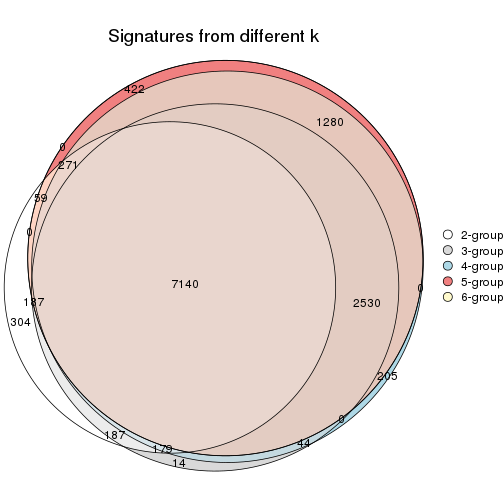 Signatures from different k
422
1280
0
271
59
0
7140
187
304
2530
0
205
0
187
179
44
14
2-group
3-group
4-group
5-group
6-group